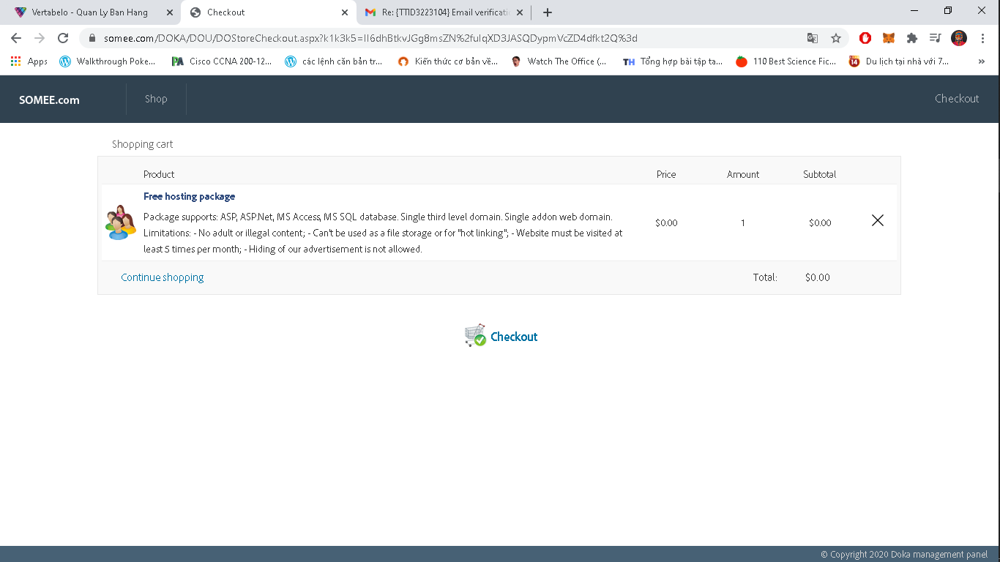 Vertabelo - Quan Ly Ban Hang
Checkout
Re: {TTID3223104} Email verificati
somee.com/DOKA/DOU/DOStoreCheckout.aspx?k1k3k5=II6dhBtkvJGg8msZN%2fulqXD3JASQDypmVcZD4dfkt2Q%3d
Apps
Walkthrough Poke...
PA
Cisco CCNA 200-12...
các lệnh căn bản tr...
Kiến thức cơ bản về...
Watch The Office (...
TH
Tổng hợp bài tập ta...
110 Best Science Fic...
14
Du lịch tại nhà với 7...
»
SOMEE.com
Shop
Checkout
Shopping cart
Product Price Amount Subtotal
Free hosting package
Package supports: ASP, ASP.Net, MS Access, MS SQL database. Single third level domain. Single addon web domain.
Limitations: - No adult or illegal content; - Can't be used as a file storage or for "hot linking"; - Website must be visited at
least 5 times per month; - Hiding of our advertisement is not allowed.
$0.00 1 $0.00
Continue shopping
Total: $0.00
Checkout
© Copyright 2020 Doka management panel